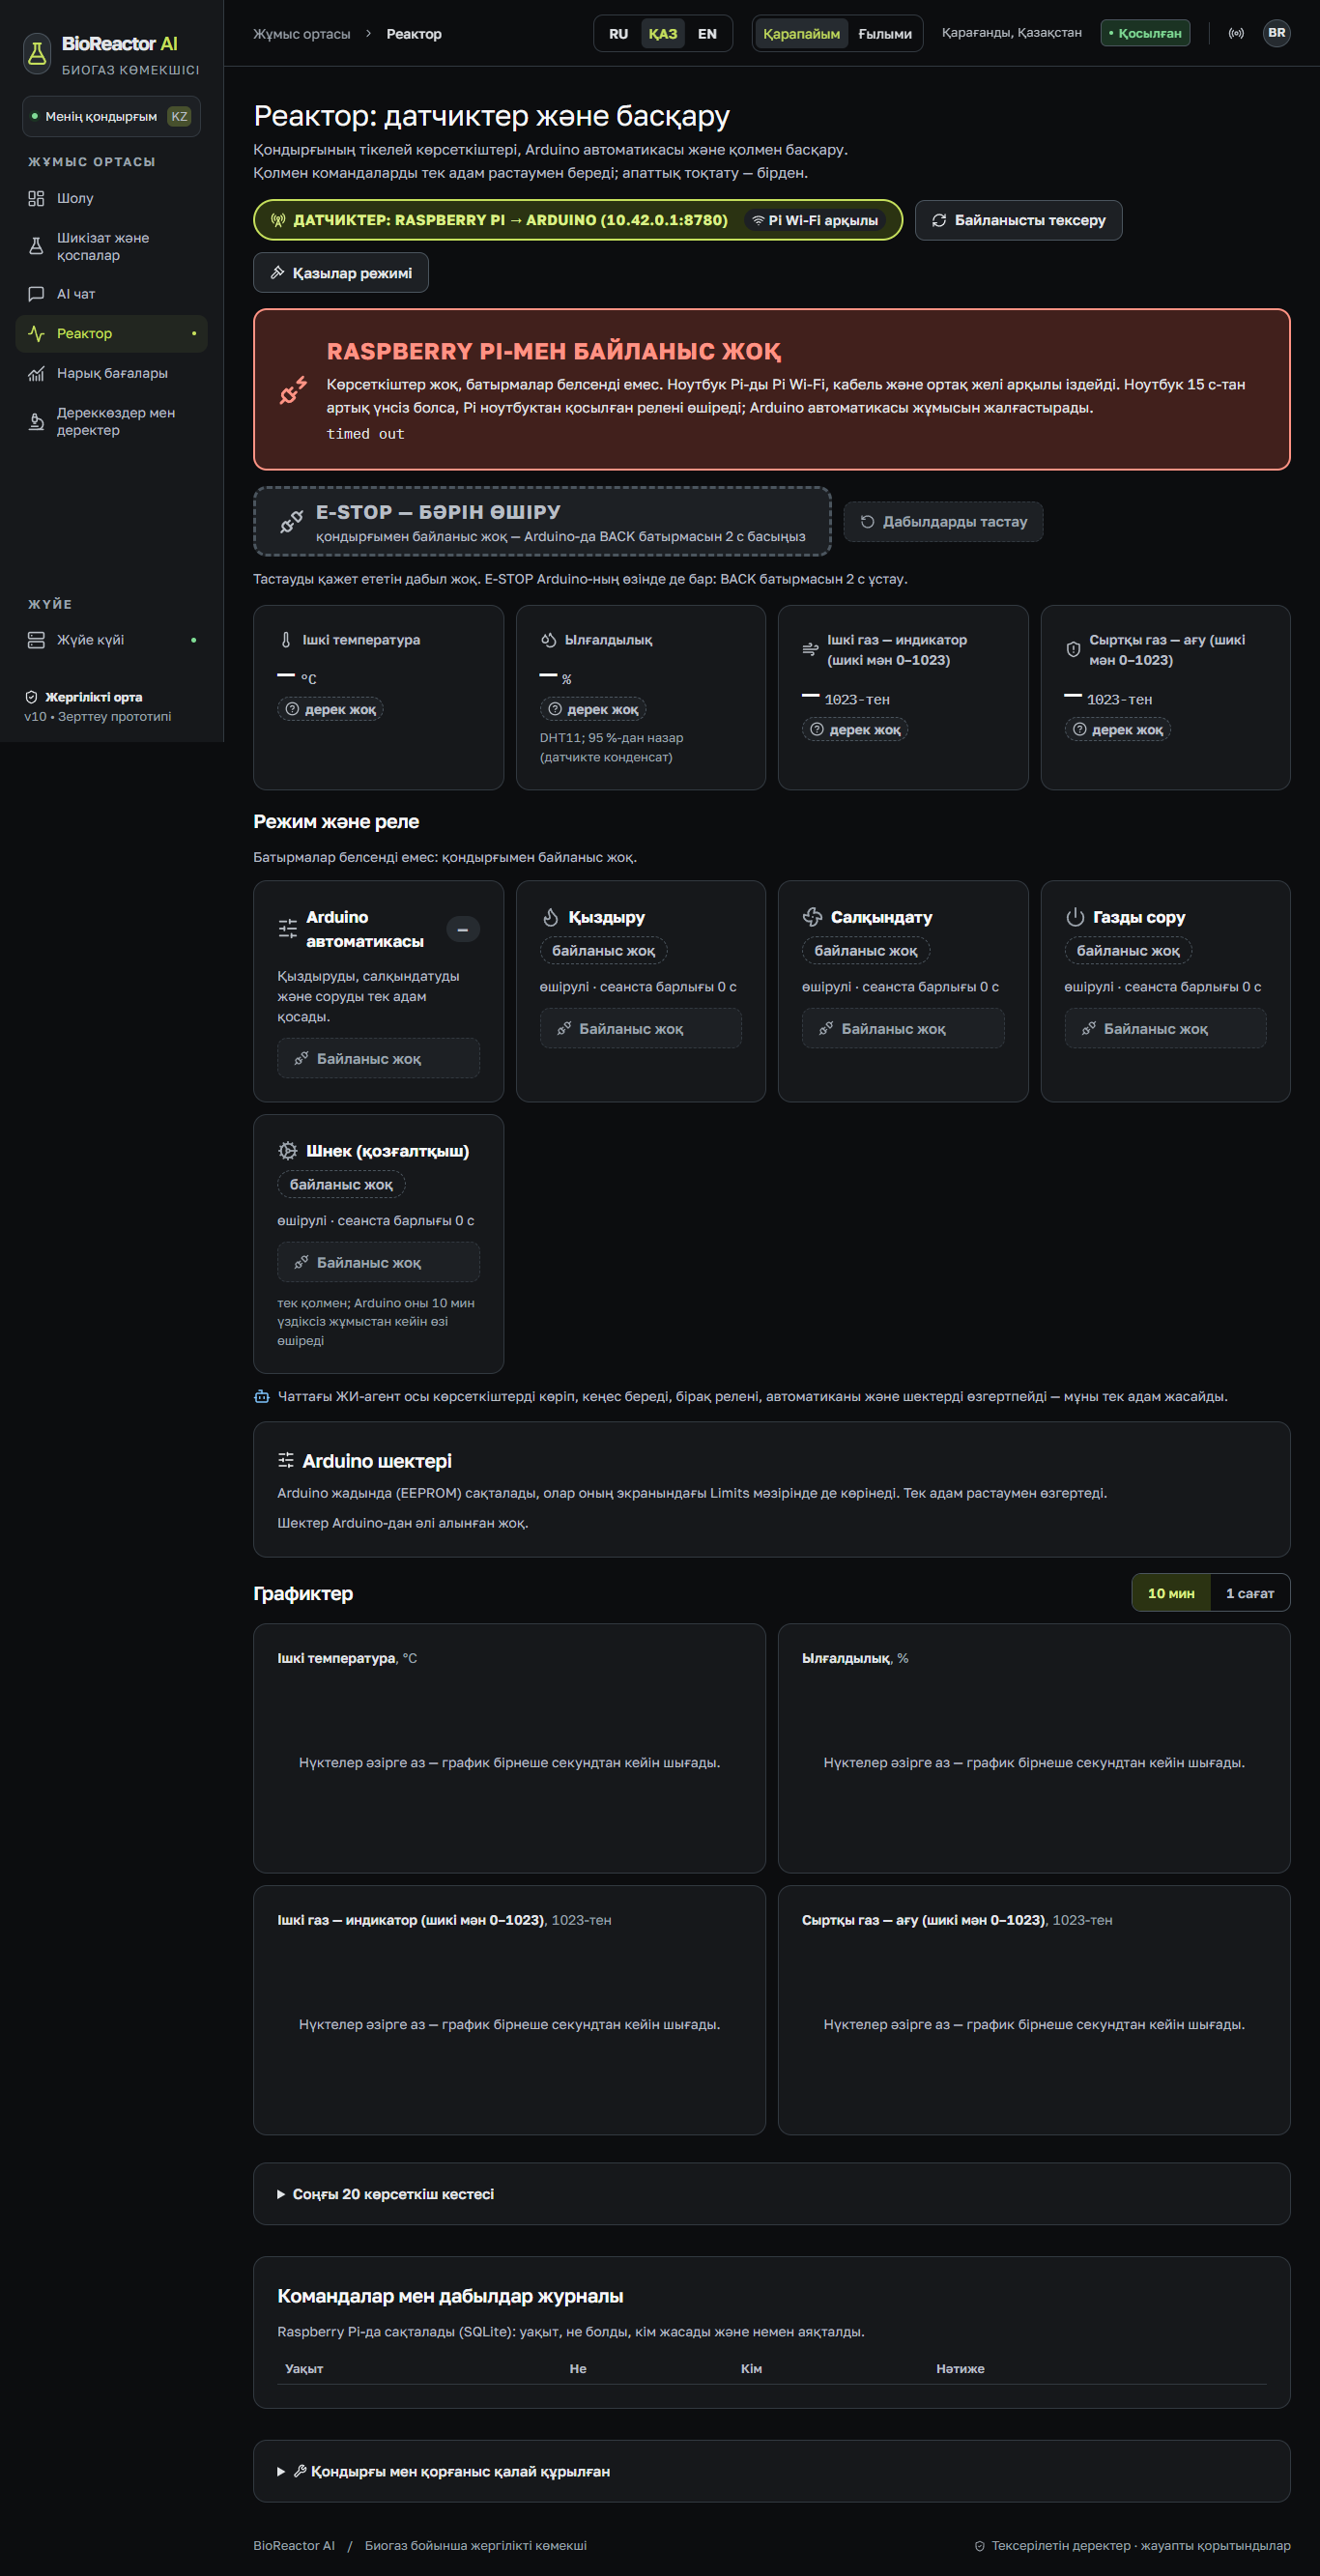 BioReactor AI
БИОГАЗ КӨМЕКШІСІ
Менің қондырғым KZ
ЖҰМЫС ОРТАСЫ
Шолу
Шикізат және
қоспалар
AI чат
Реактор
Нарық бағалары
Дереккөздер мен
деректер
ЖҮЙЕ
Жүйе күйі
Жергілікті орта
v10 • Зерттеу прототипі
Жұмыс ортасы › Реактор
RU ҚАЗ EN
Қарапайым Ғылыми
Қарағанды, Қазақстан
• Қосылған
BR
Реактор: датчиктер және басқару
Қондырғының тікелей көрсеткіштері, Arduino автоматикасы және қолмен басқару.
Қолмен командаларды тек адам растаумен береді; апаттық тоқтату — бірден.
ДАТЧИКТЕР: RASPBERRY PI → ARDUINO (10.42.0.1:8780) Pi Wi-Fi арқылы
Байланысты тексеру
Қазылар режимі
RASPBERRY PI-МЕН БАЙЛАНЫС ЖОҚ
Көрсеткіштер жоқ, батырмалар белсенді емес. Ноутбук Pi-ды Pi Wi-Fi, кабель және ортақ желі арқылы іздейді. Ноутбук 15 с-тан
артық үнсіз болса, Pi ноутбуктан қосылған релені өшіреді; Arduino автоматикасы жұмысын жалғастырады.
timed out
E-STOP — БӘРІН ӨШІРУ
қондырғымен байланыс жоқ — Arduino-да BACK батырмасын 2 с басыңыз
Дабылдарды тастау
Тастауды қажет ететін дабыл жоқ. E-STOP Arduino-ның өзінде де бар: BACK батырмасын 2 с ұстау.
Ішкі температура
— °C
дерек жоқ
Ылғалдылық
— %
дерек жоқ
DHT11; 95 %-дан назар
(датчикте конденсат)
Ішкі газ — индикатор
(шикі мән 0–1023)
— 1023-тен
дерек жоқ
Сыртқы газ — ағу (шикі
мән 0–1023)
— 1023-тен
дерек жоқ
Режим және реле
Батырмалар белсенді емес: қондырғымен байланыс жоқ.
Arduino
автоматикасы
—
Қыздыруды, салқындатуды
және соруды тек адам
қосады.
Байланыс жоқ
Қыздыру
байланыс жоқ
өшірулі · сеанста барлығы 0 с
Байланыс жоқ
Салқындату
байланыс жоқ
өшірулі · сеанста барлығы 0 с
Байланыс жоқ
Газды сору
байланыс жоқ
өшірулі · сеанста барлығы 0 с
Байланыс жоқ
Шнек (қозғалтқыш)
байланыс жоқ
өшірулі · сеанста барлығы 0 с
Байланыс жоқ
тек қолмен; Arduino оны 10 мин
үздіксіз жұмыстан кейін өзі
өшіреді
Чаттағы ЖИ-агент осы көрсеткіштерді көріп, кеңес береді, бірақ релені, автоматиканы және шектерді өзгертпейді — мұны тек адам жасайды.
Arduino шектері
Arduino жадында (EEPROM) сақталады, олар оның экранындағы Limits мәзірінде де көрінеді. Тек адам растаумен өзгертеді.
Шектер Arduino-дан әлі алынған жоқ.
Графиктер
10 мин 1 сағат
Ішкі температура, °C
Нүктелер әзірге аз — график бірнеше секундтан кейін шығады.
Ылғалдылық, %
Нүктелер әзірге аз — график бірнеше секундтан кейін шығады.
Ішкі газ — индикатор (шикі мән 0–1023), 1023-тен
Нүктелер әзірге аз — график бірнеше секундтан кейін шығады.
Сыртқы газ — ағу (шикі мән 0–1023), 1023-тен
Нүктелер әзірге аз — график бірнеше секундтан кейін шығады.
▶ Соңғы 20 көрсеткіш кестесі
Командалар мен дабылдар журналы
Raspberry Pi-да сақталады (SQLite): уақыт, не болды, кім жасады және немен аяқталды.
Уақыт Не Кім Нәтиже
▶ Қондырғы мен қорғаныс қалай құрылған
BioReactor AI / Биогаз бойынша жергілікті көмекші
Тексерілетін деректер · жауапты қорытындылар